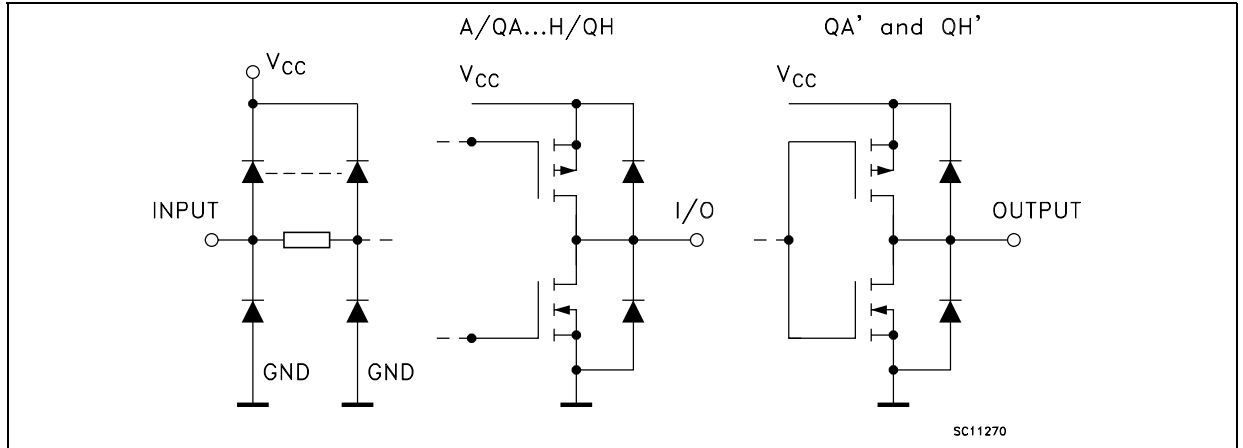 A/QA...H/QH
QA' and QH'
VCC
VCC
VCC
INPUT
I/O
OUTPUT
GND
GND
SC11270